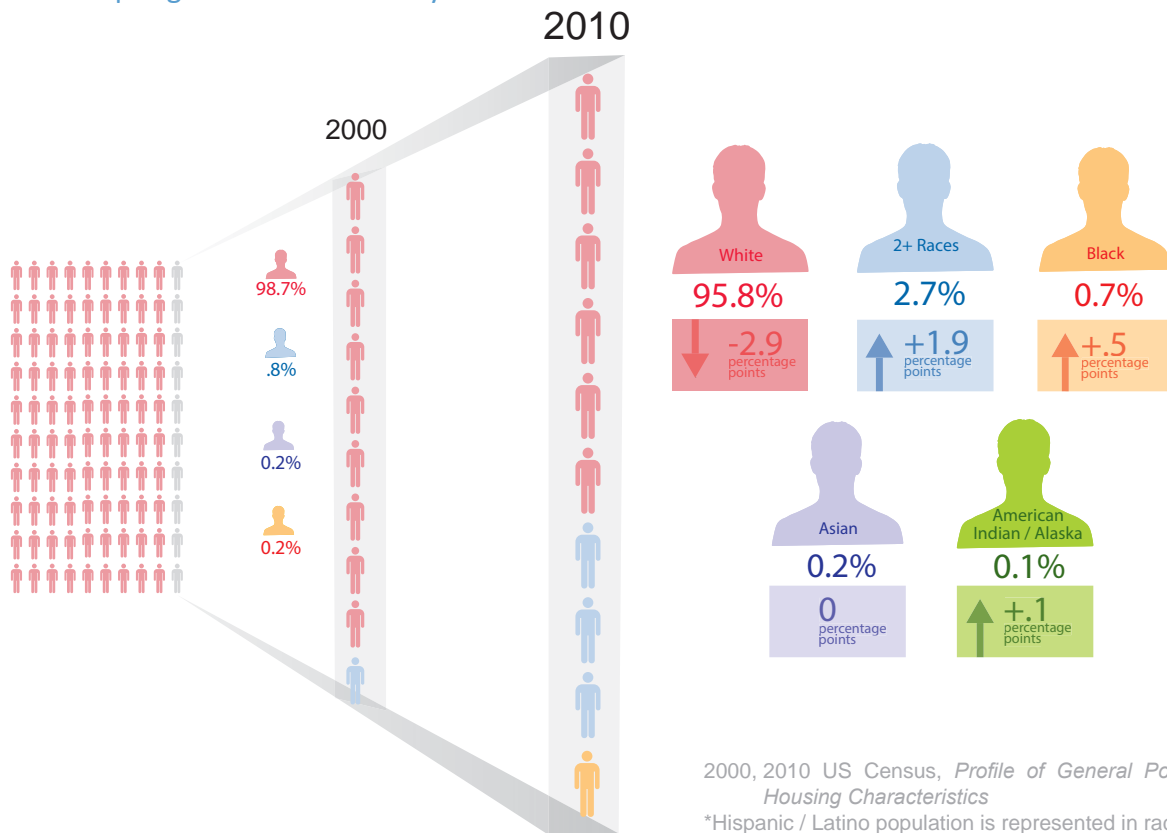 2010
2000
98.7%
.8%
0.2%
0.2%
White
95.8%
-2.9
percentage
points
2+ Races
2.7%
+1.9
percentage
points
Black
0.7%
+.5
percentage
points
Asian
0.2%
0
percentage
points
American
Indian / Alaska
0.1%
+.1
percentage
points
2000, 2010 US Census, Profile of General
Housing Characteristics
*Hispanic / Latino population is represented in